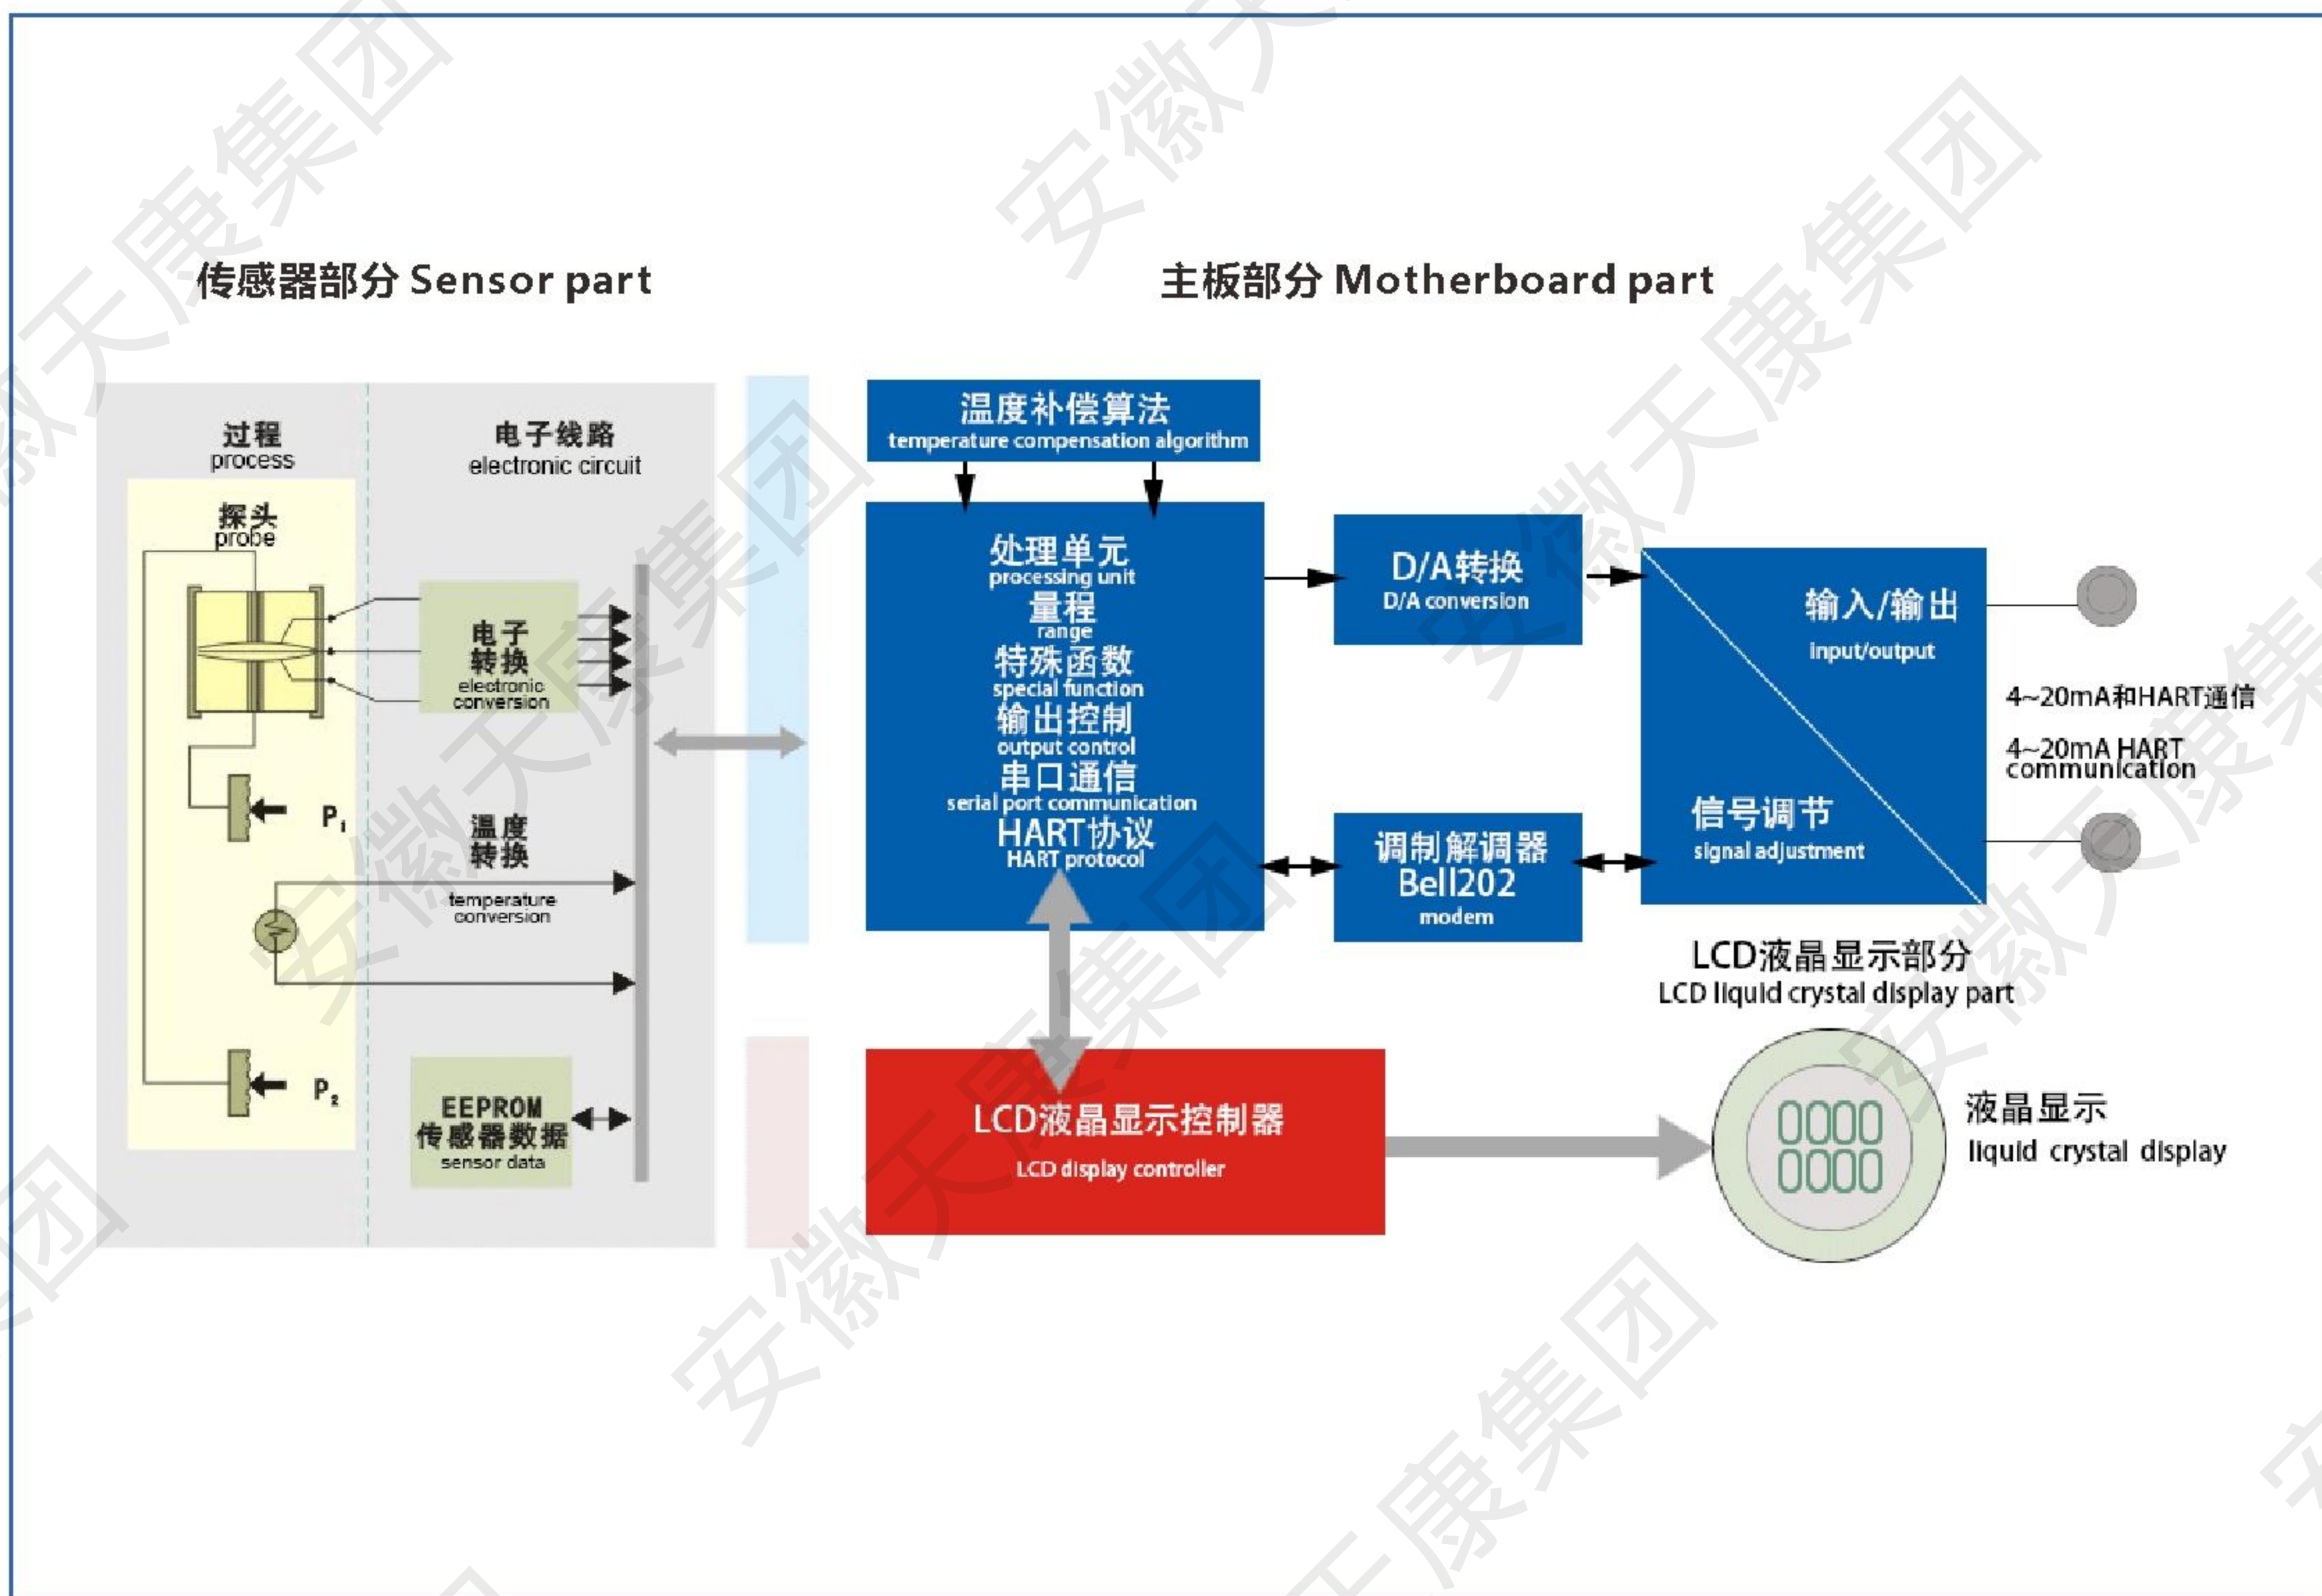 传感器部分 Sensor part
主板部分 Motherboard part
过程
process
电子线路
electronic circuit
探头
probe
电子
转换
electronic
conversion
P₁
温度
转换
temperature
conversion
P₂
EEPROM
传感器数据
sensor data
温度补偿算法
temperature compensation algorithm
处理单元
processing unit
量程
range
特殊函数
special function
输出控制
output control
串口通信
serial port communication
HART协议
HART protocol
D/A转换
D/A conversion
调制解调器
Bell202
modem
输入/输出
input/output
信号调节
signal adjustment
4~20mA和HART通信
4~20mA HART
communication
LCD液晶显示部分
LCD liquid crystal display part
LCD液晶显示控制器
LCD display controller
0000
0000
液晶显示
liquid crystal display
安徽天康集团